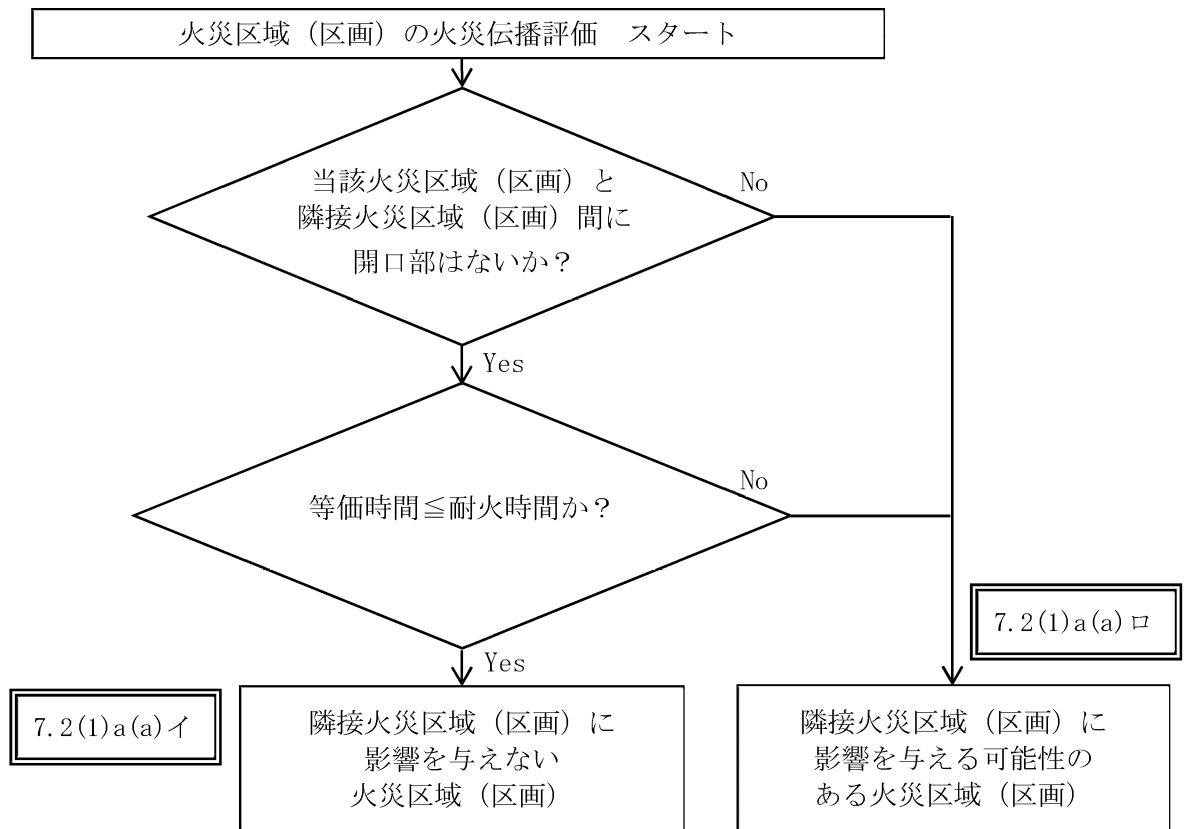 火災区域（区画）の火災伝播評価　スタート
当該火災区域（区画）と
隣接火災区域（区画）間に
開口部はないか？
No
Yes
等価時間≦耐火時間か？
No
Yes
7.2(1)a(a)ロ
7.2(1)a(a)イ
隣接火災区域（区画）に
影響を与えない
火災区域（区画）
隣接火災区域（区画）に
影響を与える可能性の
ある火災区域（区画）